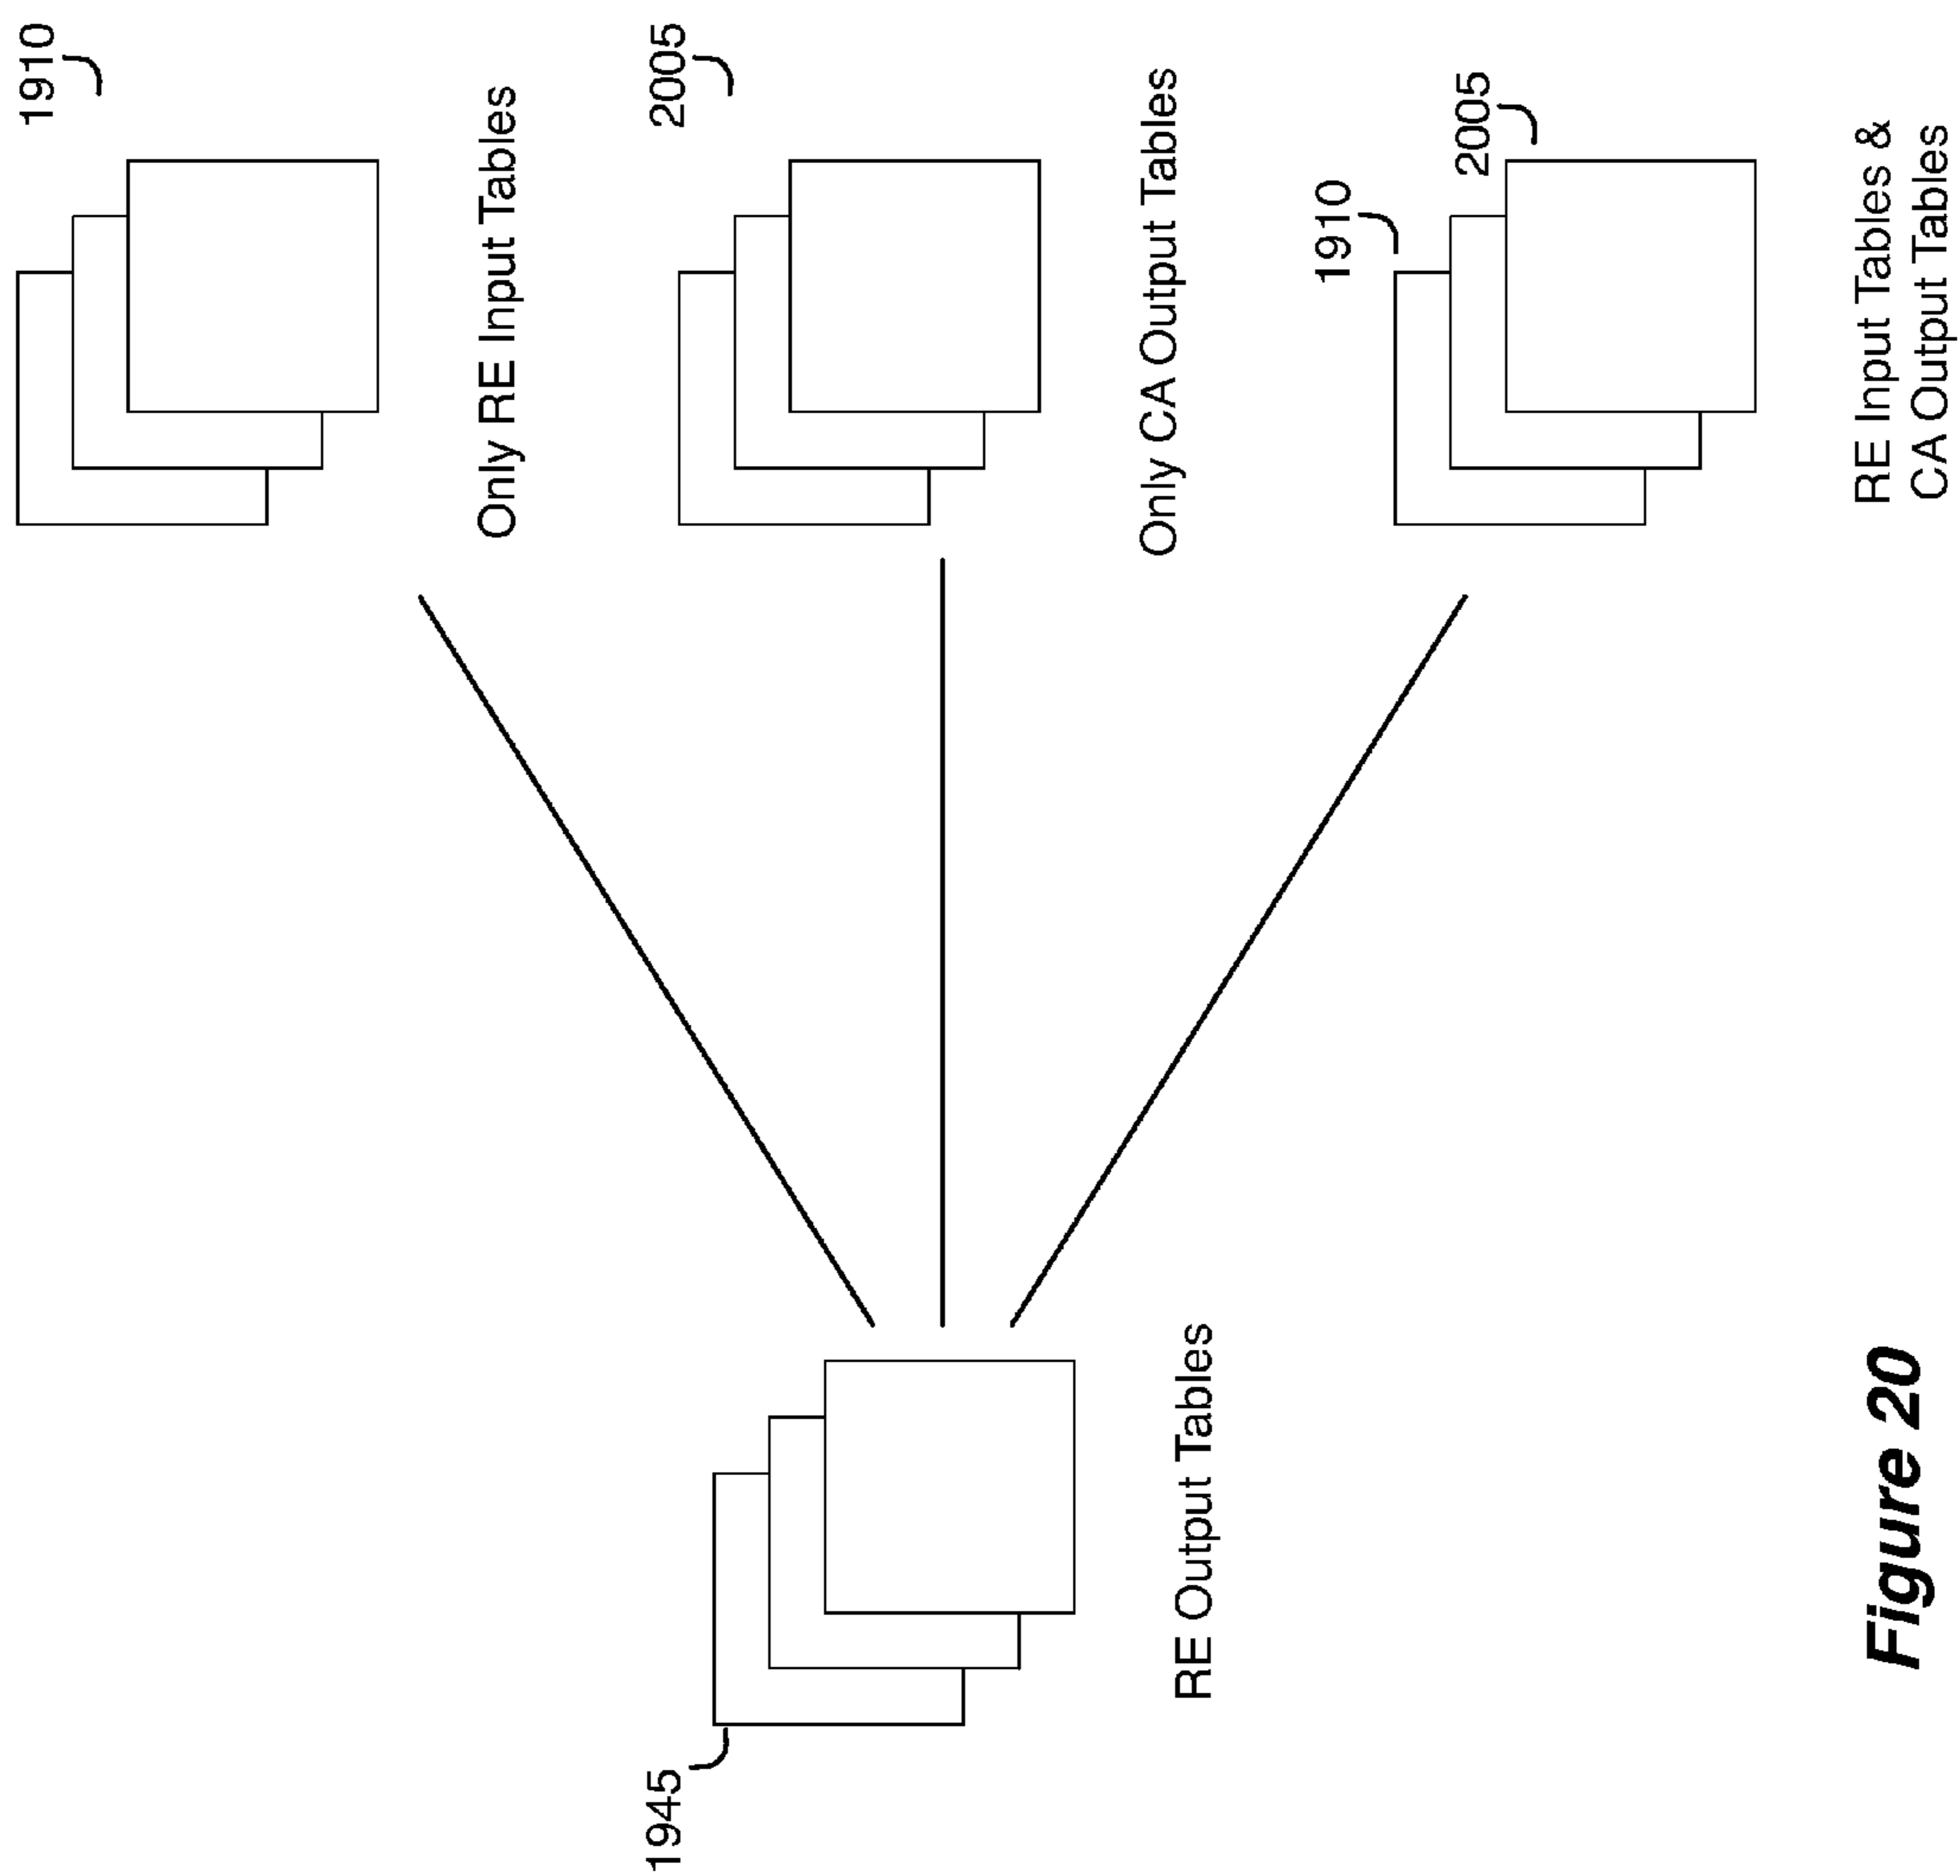 1910
Only RE Input Tables
2005
1945
Only CA Output Tables
RE Output Tables
1910
2005
RE Input Tables &
CA Output Tables
Figure 20